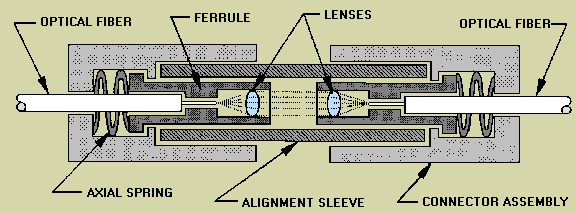 OPTICAL FIBER
FERRULE
LENSES
OPTICAL FIBER
AXIAL SPRING
ALIGNMENT SLEEVE
CONNECTOR ASSEMBLY